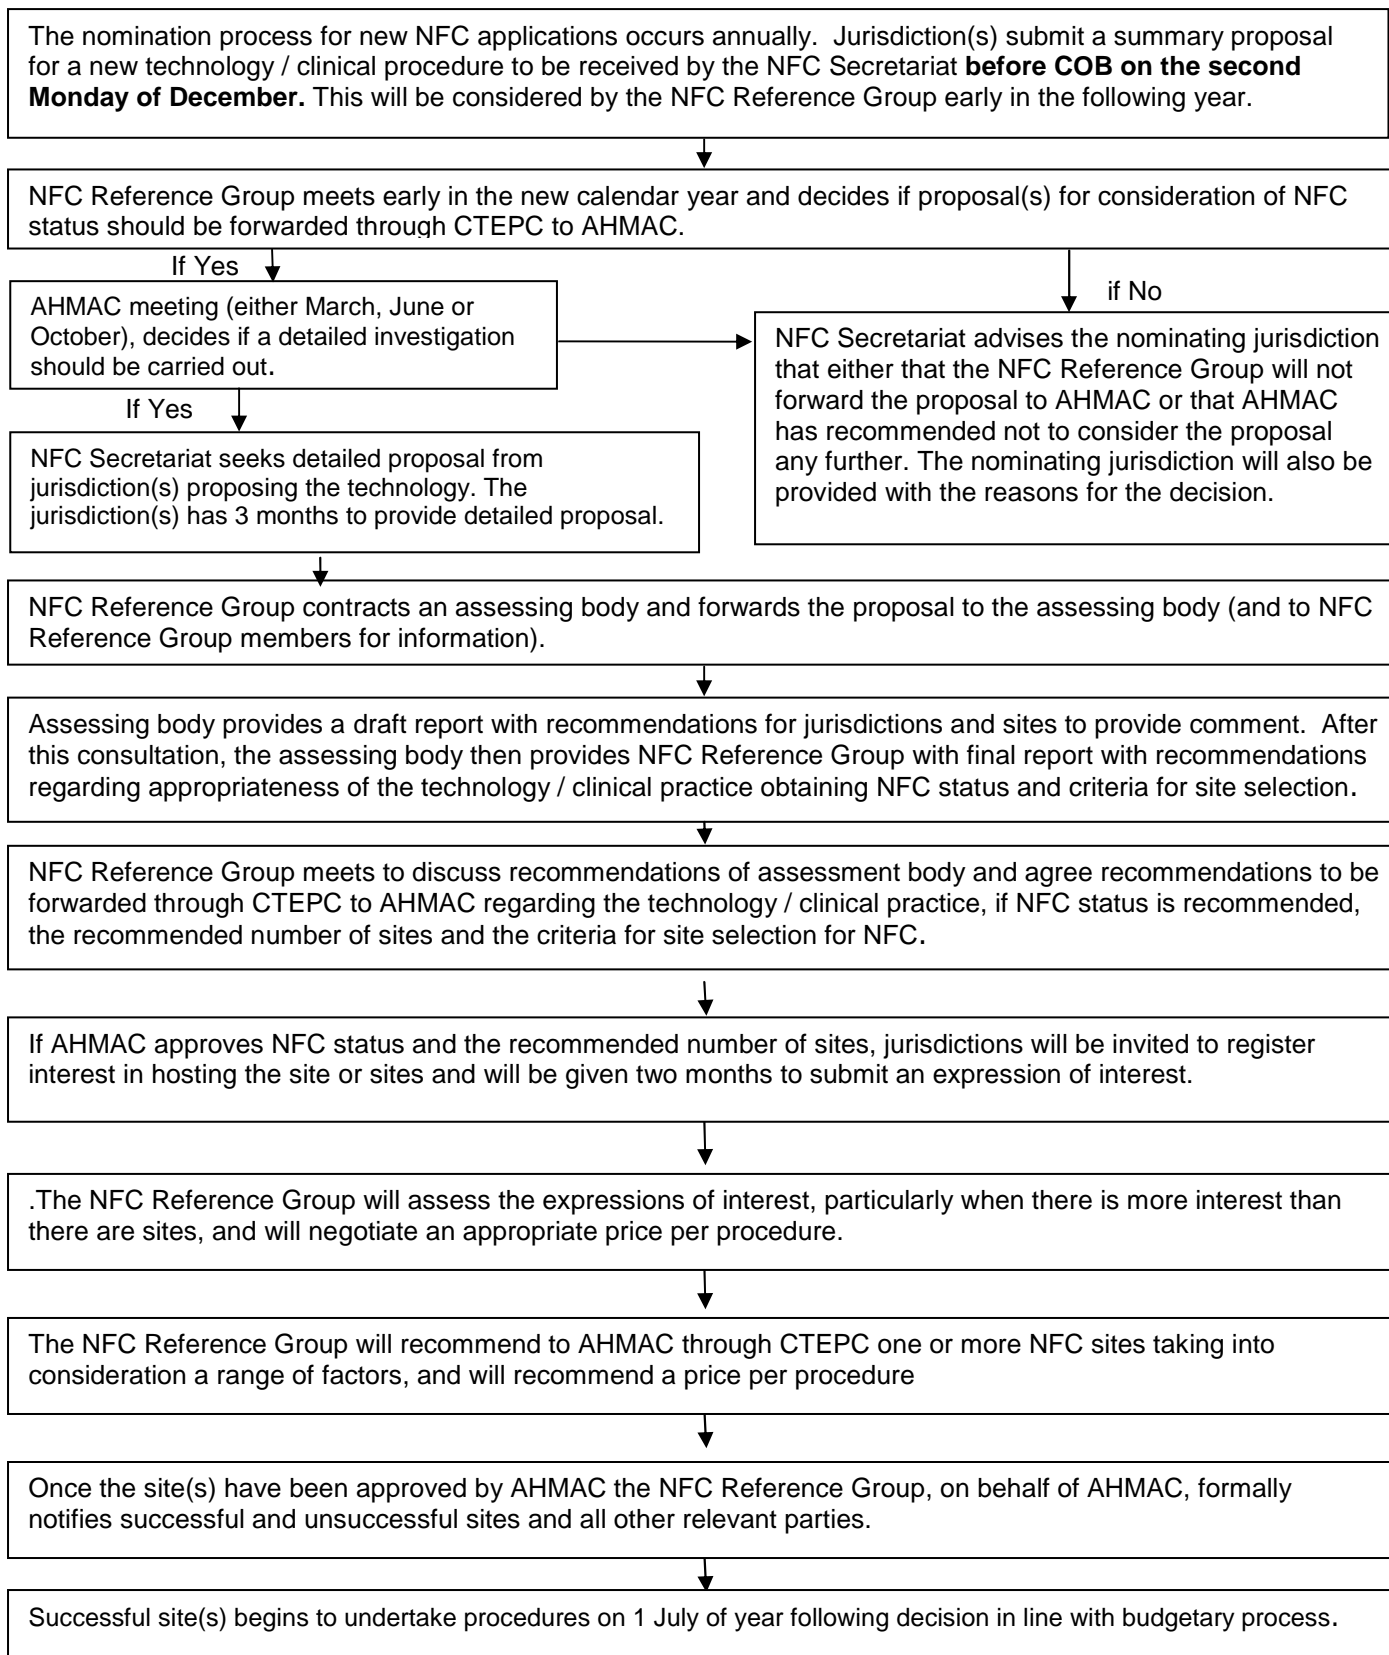 The nomination process for new NFC applications occurs annually.  Jurisdiction(s) submit a summary proposal
for a new technology / clinical procedure to be received by the NFC Secretariat before COB on the second
Monday of December. This will be considered by the NFC Reference Group early in the following year.
NFC Reference Group meets early in the new calendar year and decides if proposal(s) for consideration of NFC
status should be forwarded through CTEPC to AHMAC.
If Yes
if No
AHMAC meeting (either March, June or
October), decides if a detailed investigation
should be carried out.
NFC Secretariat advises the nominating jurisdiction
that either that the NFC Reference Group will not
forward the proposal to AHMAC or that AHMAC
has recommended not to consider the proposal
any further. The nominating jurisdiction will also be
provided with the reasons for the decision.
If Yes
NFC Secretariat seeks detailed proposal from
jurisdiction(s) proposing the technology. The
jurisdiction(s) has 3 months to provide detailed proposal.
NFC Reference Group contracts an assessing body and forwards the proposal to the assessing body (and to NFC
Reference Group members for information).
Assessing body provides a draft report with recommendations for jurisdictions and sites to provide comment.  After
this consultation, the assessing body then provides NFC Reference Group with final report with recommendations
regarding appropriateness of the technology / clinical practice obtaining NFC status and criteria for site selection.
NFC Reference Group meets to discuss recommendations of assessment body and agree recommendations to be
forwarded through CTEPC to AHMAC regarding the technology / clinical practice, if NFC status is recommended,
the recommended number of sites and the criteria for site selection for NFC.
If AHMAC approves NFC status and the recommended number of sites, jurisdictions will be invited to register
interest in hosting the site or sites and will be given two months to submit an expression of interest.
.The NFC Reference Group will assess the expressions of interest, particularly when there is more interest than
there are sites, and will negotiate an appropriate price per procedure.
The NFC Reference Group will recommend to AHMAC through CTEPC one or more NFC sites taking into
consideration a range of factors, and will recommend a price per procedure
Once the site(s) have been approved by AHMAC the NFC Reference Group, on behalf of AHMAC, formally
notifies successful and unsuccessful sites and all other relevant parties.
Successful site(s) begins to undertake procedures on 1 July of year following decision in line with budgetary process.